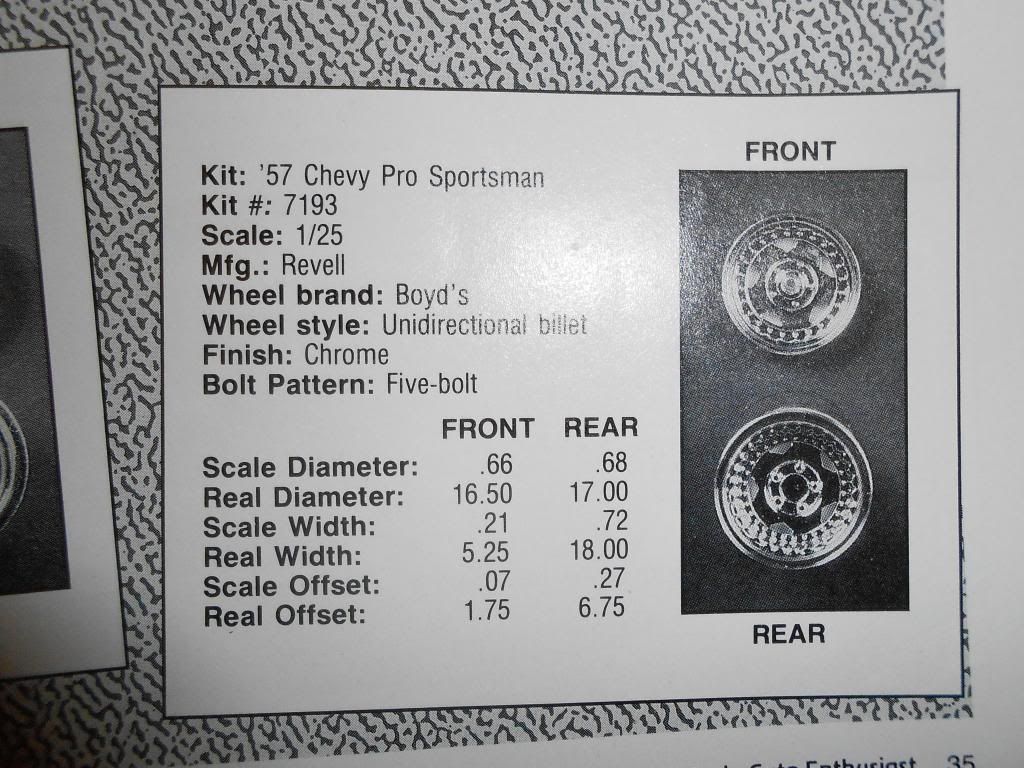 FRONT
Kit: '57 Chevy Pro Sportsman
Kit #: 7193
Scale: 1/25
Mfg.: Revell
Wheel brand: Boyd's
Wheel style: Unidirectional billet
Finish: Chrome
Bolt Pattern: Five-bolt
FRONT REAR
Scale Diameter: .66 .68
Real Diameter: 16.50 17.00
Scale Width: .21 .72
Real Width: 5.25 18.00
Scale Offset: .07 .27
Real Offset: 1.75 6.75
REAR
Enthusiast 35